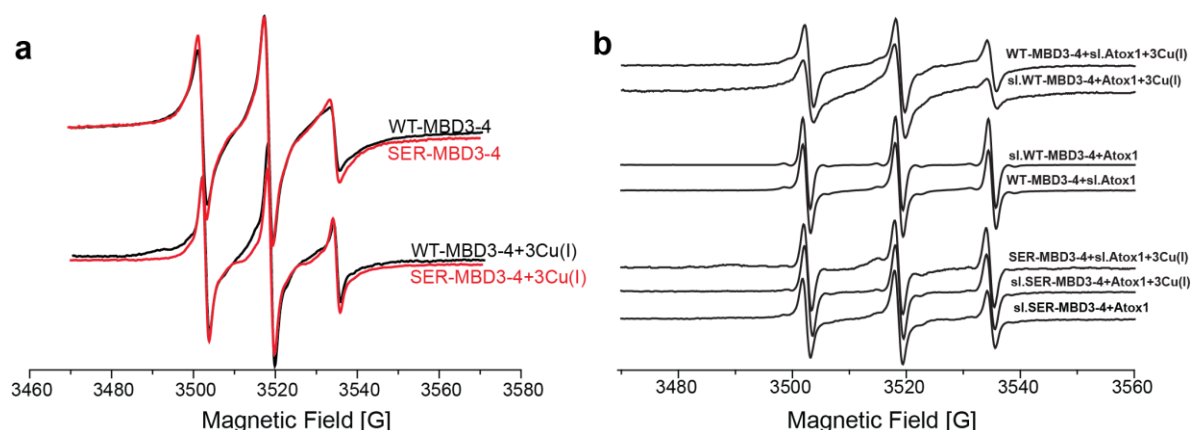 a
WT-MBD3-4
SER-MBD3-4
WT-MBD3-4+3Cu(I)
SER-MBD3-4+3Cu(I)
3460 3480 3500 3520 3540 3560 3580
Magnetic Field [G]
b
WT-MBD3-4+sl.Atox1+3Cu(I)
sl.WT-MBD3-4+Atox1+3Cu(I)
sl.WT-MBD3-4+Atox1
WT-MBD3-4+sl.Atox1
SER-MBD3-4+sl.Atox1+3Cu(I)
sl.SER-MBD3-4+Atox1+3Cu(I)
sl.SER-MBD3-4+Atox1
3480 3500 3520 3540 3560
Magnetic Field [G]